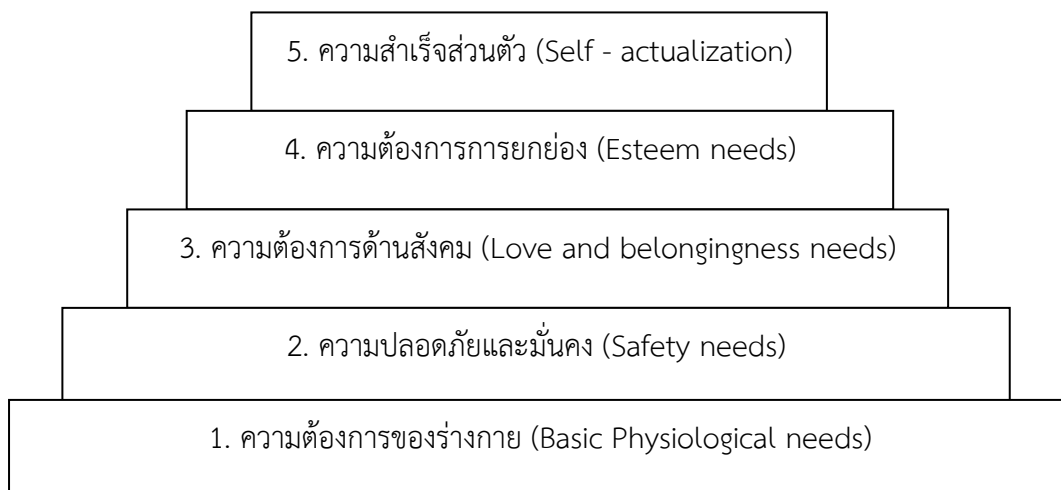 5. ความสำเร็จส่วนตัว (Self - actualization)
4. ความต้องการการยกย่อง (Esteem needs)
3. ความต้องการด้านสังคม (Love and belongingness needs)
2. ความปลอดภัยและมั่นคง (Safety needs)
1. ความต้องการของร่างกาย (Basic Physiological needs)